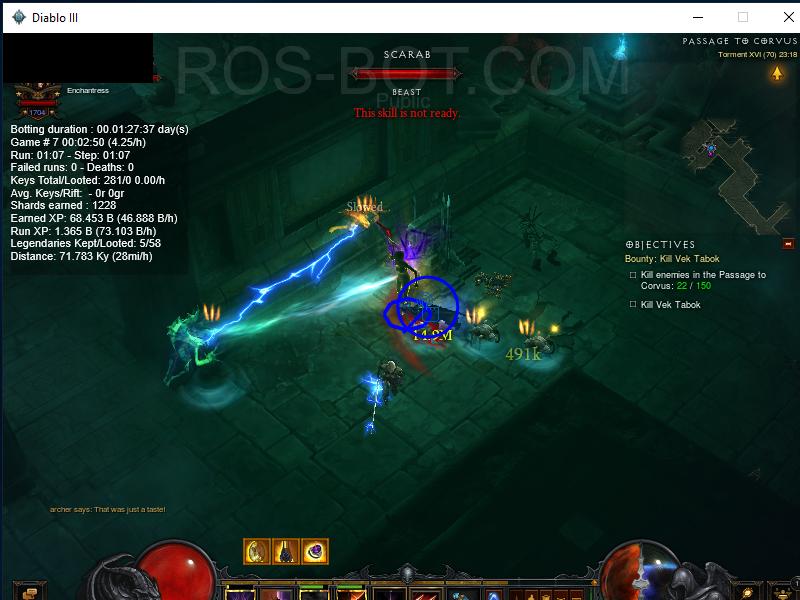 Diablo III
ROS-BOT.COM
Public
SCARAB
BEAST
This skill is not ready.
PASSAGE TO CORVUS
Torment XVI (70) 23:18
Enchantress
1704
Botting duration : 00.01:27:37 day(s)
Game # 7 00:02:50 (4.25/h)
Run: 01:07 - Step: 01:07
Failed runs: 0 - Deaths: 0
Keys Total/Looted: 281/0 0.00/h
Avg. Keys/Rift: - 0r 0gr
Shards earned : 1228
Earned XP: 68.453 B (46.888 B/h)
Run XP: 1.365 B (73.103 B/h)
Legendaries Kept/Looted: 5/58
Distance: 71.783 Ky (28mi/h)
Slowed
OBJECTIVES
Bounty: Kill Vek Tabok
Kill enemies in the Passage to
Corvus: 22 / 150
Kill Vek Tabok
491k
archer says: That was just a taste!